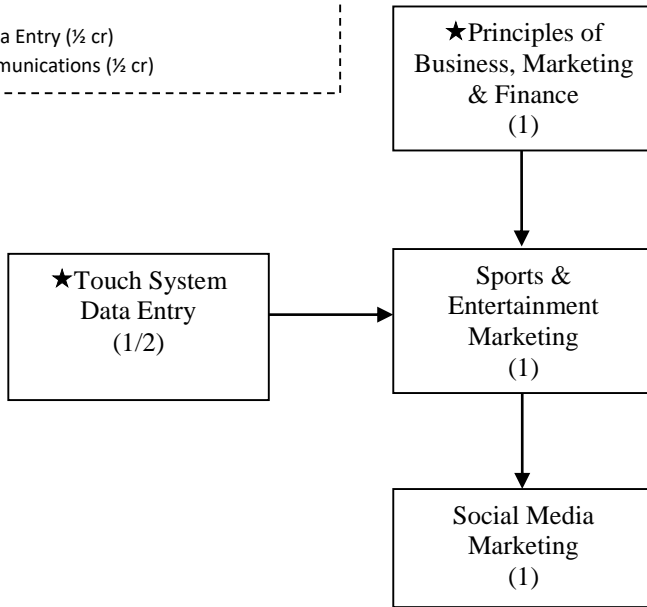 a Entry (½ cr)
munications (½ cr)
★Principles of
Business, Marketing
& Finance
(1)
★Touch System
Data Entry
(1/2)
Sports &
Entertainment
Marketing
(1)
Social Media
Marketing
(1)